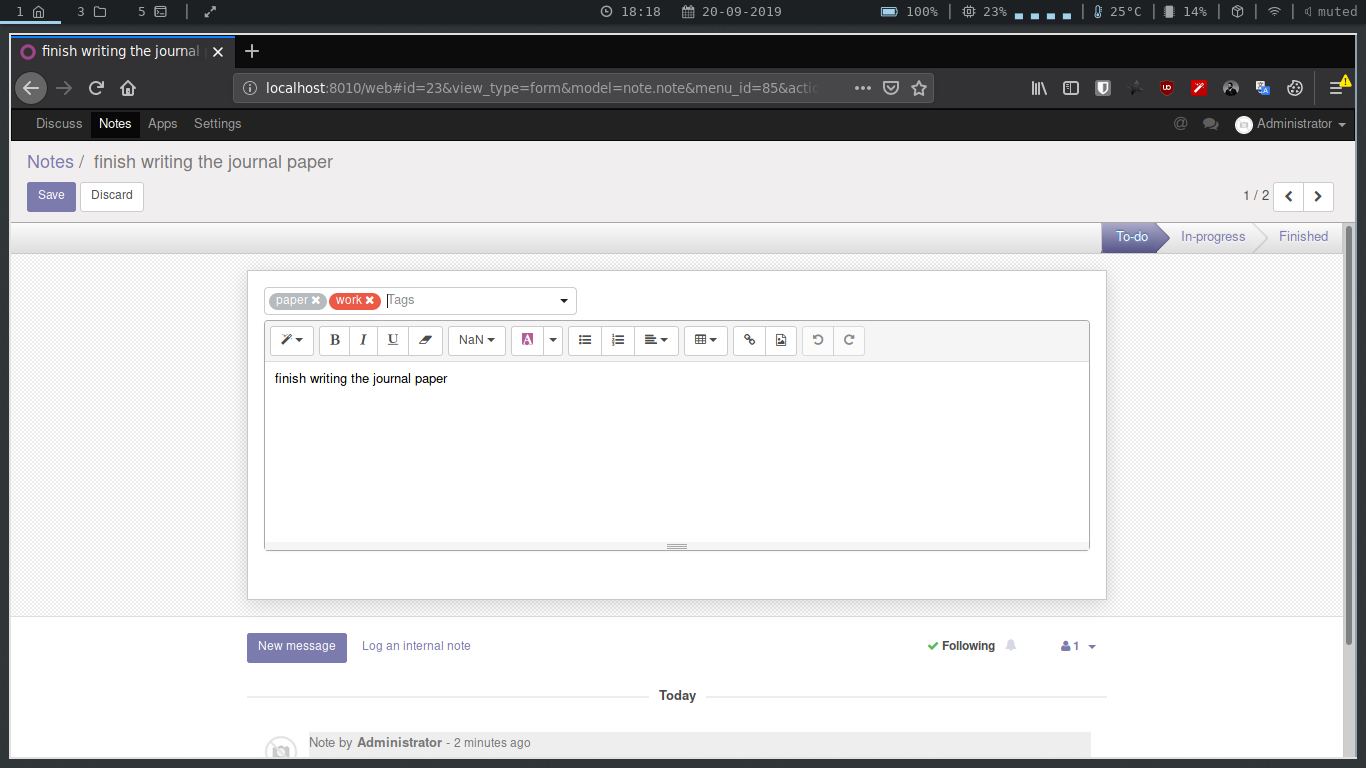 1 3 5 18:18 20-09-2019 100% 23% 25°C 14% muted
finish writing the journal
localhost:8010/web#id=23&view_type=form&model=note.note&menu_id=85&actio
Discuss Notes Apps Settings @ Administrator
Notes / finish writing the journal paper
Save Discard 1 / 2
To-do In-progress Finished
paper work Tags
B I U NaN A
finish writing the journal paper
New message Log an internal note Following 1
Today
Note by Administrator - 2 minutes ago